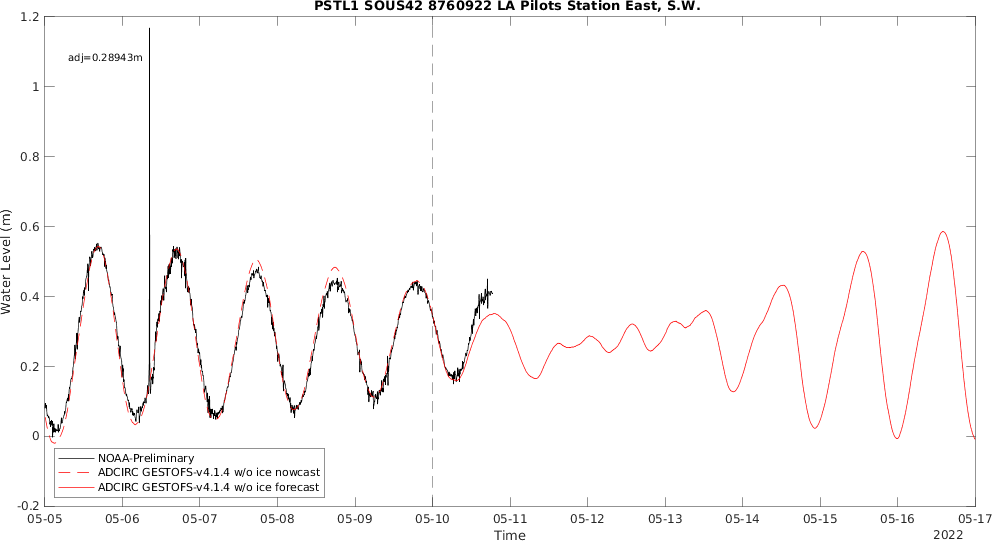 PSTL1 SOUS42 8760922 LA Pilots Station East, S.W.
1.2
adj=0.28943m
1
0.8
0.6
0.4
0.2
0
-0.2
Water Level (m)
NOAA-Preliminary
ADCIRC GESTOFS-v4.1.4 w/o ice nowcast
ADCIRC GESTOFS-v4.1.4 w/o ice forecast
05-05 05-06 05-07 05-08 05-09 05-10 05-11 05-12 05-13 05-14 05-15 05-16 05-17
Time
2022